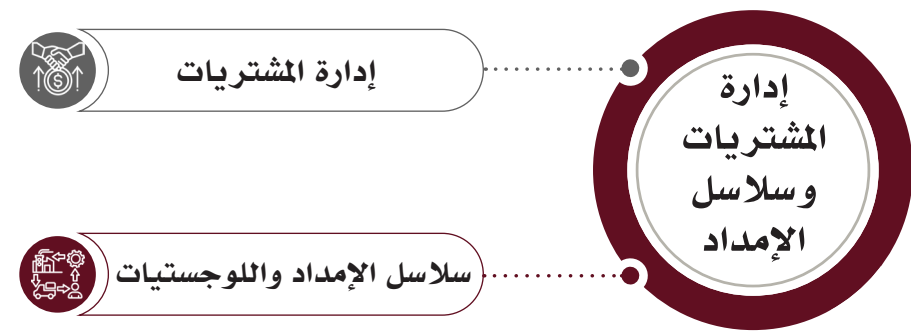 إدارة
المشتريات
وسلاسل
الإمداد
إدارة المشتريات
سلاسل الإمداد واللوجستيات